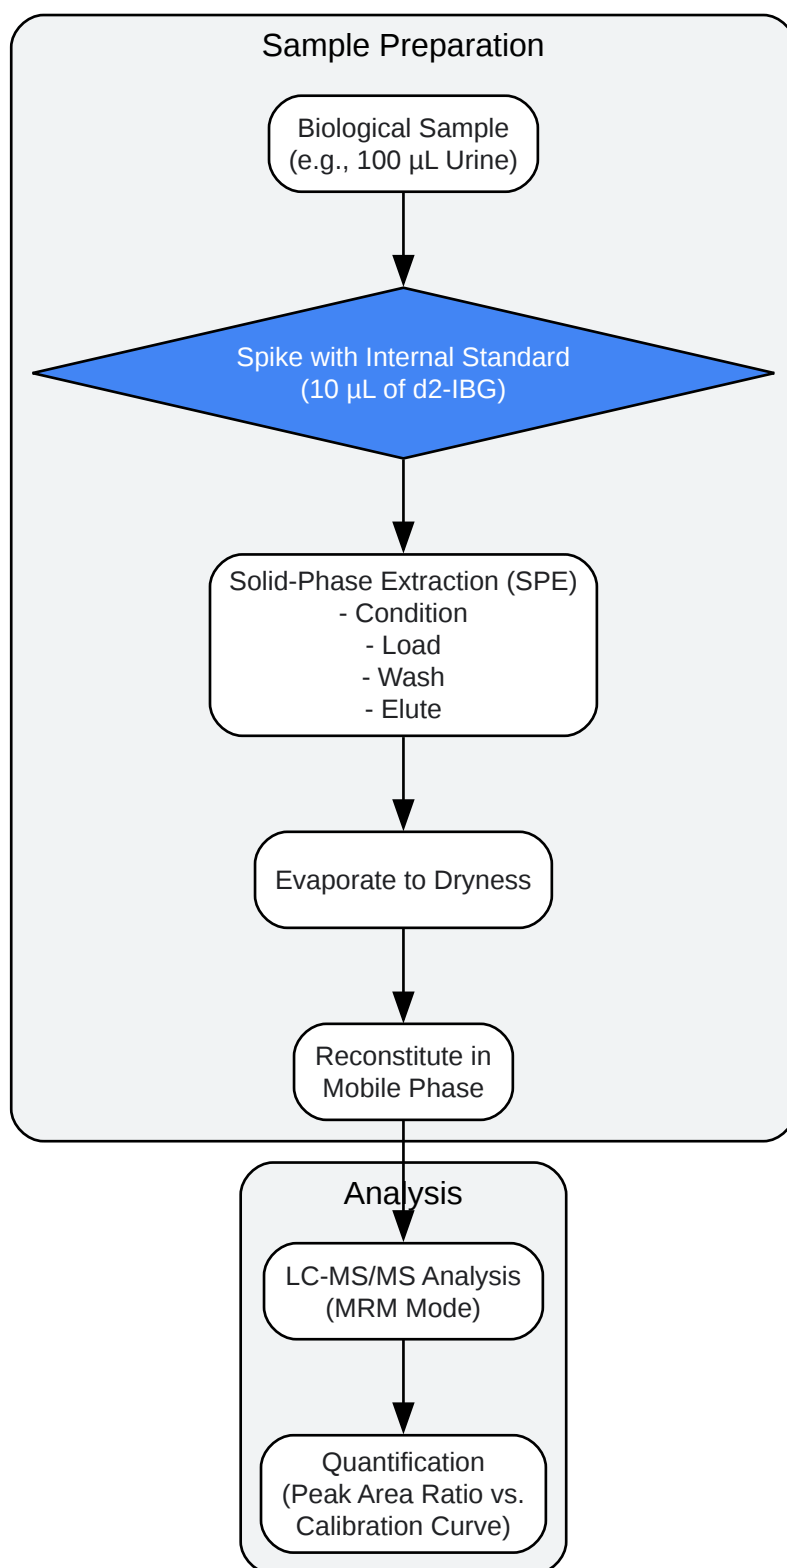 Sample Preparation
Biological Sample
(e.g., 100 µL Urine)
Spike with Internal Standard
(10 µL of d2-IBG)
Solid-Phase Extraction (SPE)
- Condition
- Load
- Wash
- Elute
Evaporate to Dryness
Reconstitute in
Mobile Phase
Analysis
LC-MS/MS Analysis
(MRM Mode)
Quantification
(Peak Area Ratio vs.
Calibration Curve)